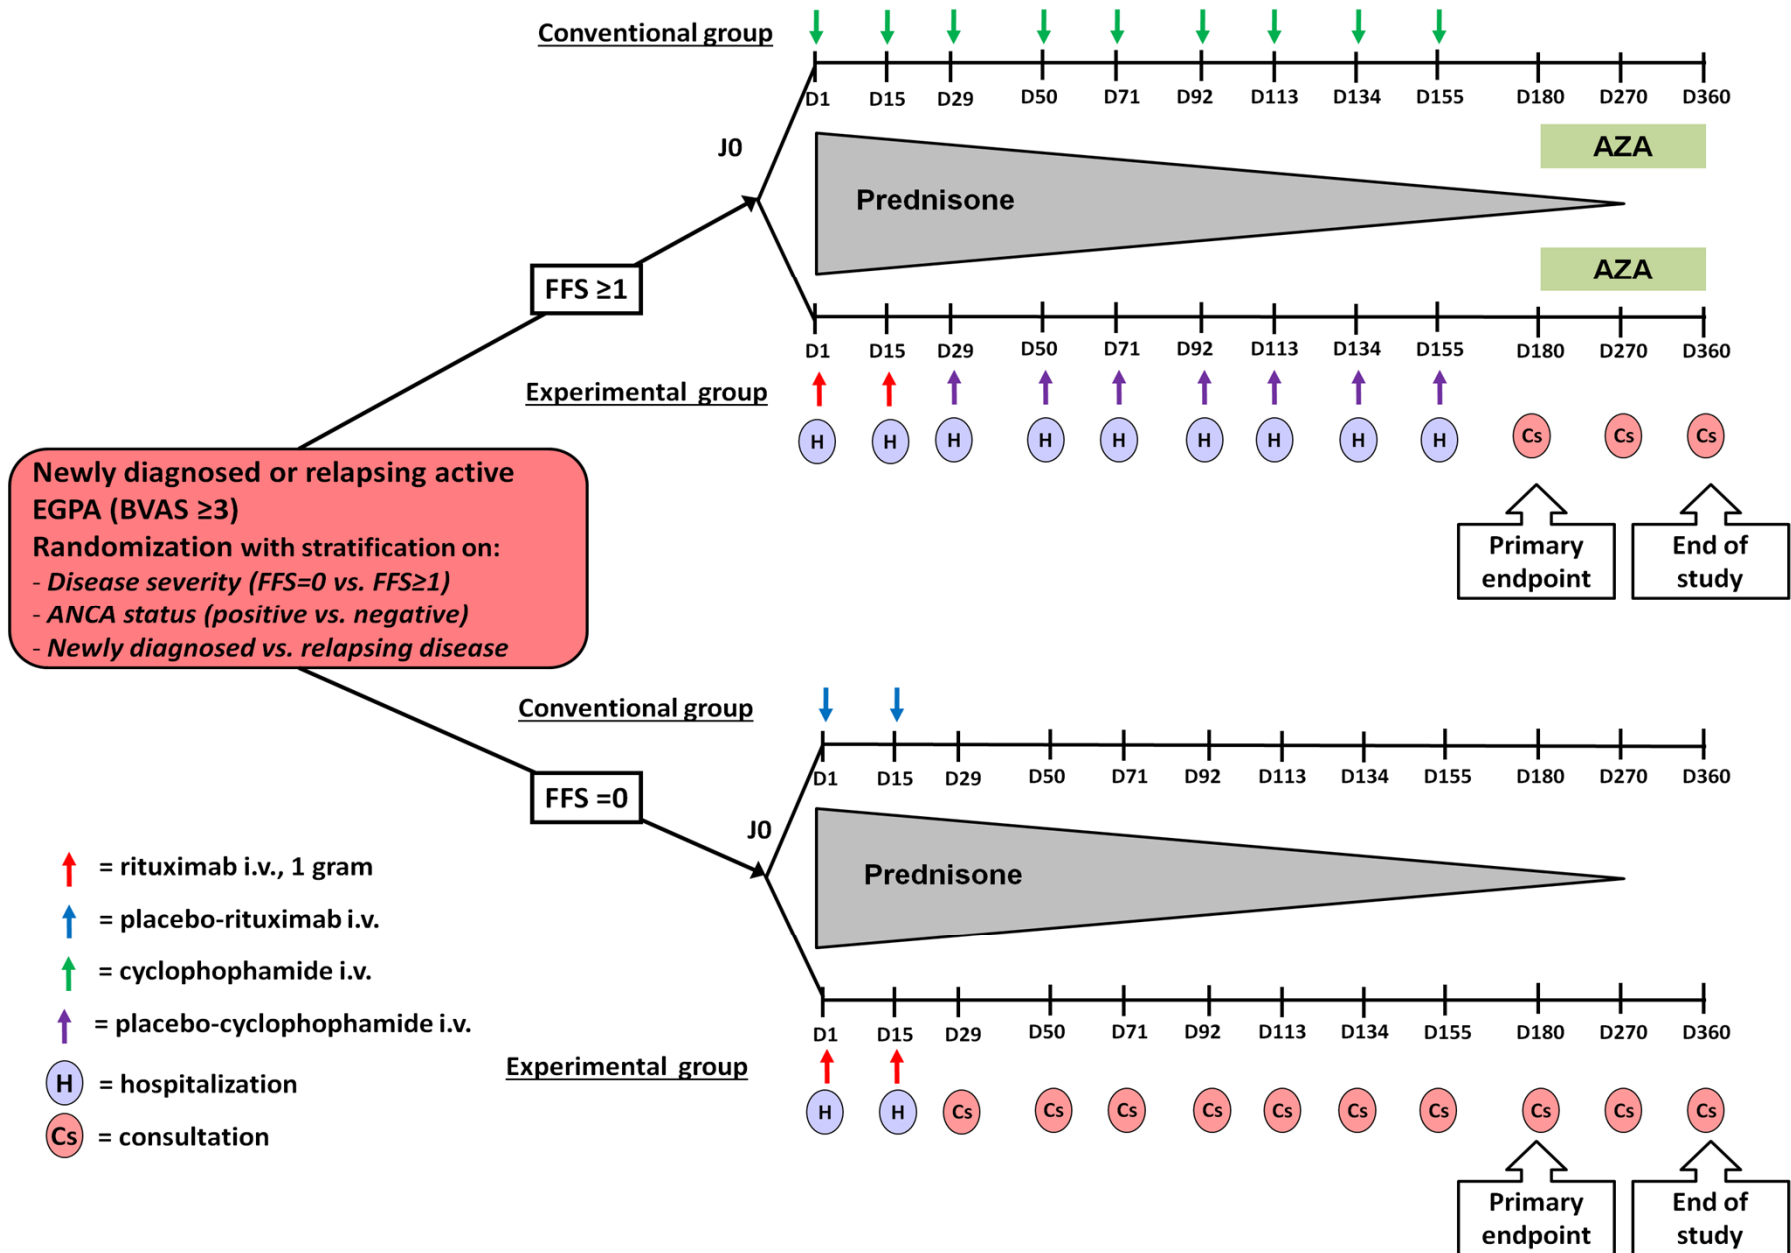 Conventional group
D1 D15 D29 D50 D71 D92 D113 D134 D155 D180 D270 D360
J0
AZA
Prednisone
AZA
FFS ≥1
D1 D15 D29 D50 D71 D92 D113 D134 D155 D180 D270 D360
Experimental group
H H H H H H H H H Cs Cs Cs
Primary
endpoint
End of
study
Newly diagnosed or relapsing active
EGPA (BVAS ≥3)
Randomization with stratification on:
- Disease severity (FFS=0 vs. FFS≥1)
- ANCA status (positive vs. negative)
- Newly diagnosed vs. relapsing disease
Conventional group
D1 D15 D29 D50 D71 D92 D113 D134 D155 D180 D270 D360
FFS =0
J0
Prednisone
D1 D15 D29 D50 D71 D92 D113 D134 D155 D180 D270 D360
Experimental group
H H Cs Cs Cs Cs Cs Cs Cs Cs Cs Cs
Primary
endpoint
End of
study
= rituximab i.v., 1 gram
= placebo-rituximab i.v.
= cyclophophamide i.v.
= placebo-cyclophophamide i.v.
H = hospitalization
Cs = consultation